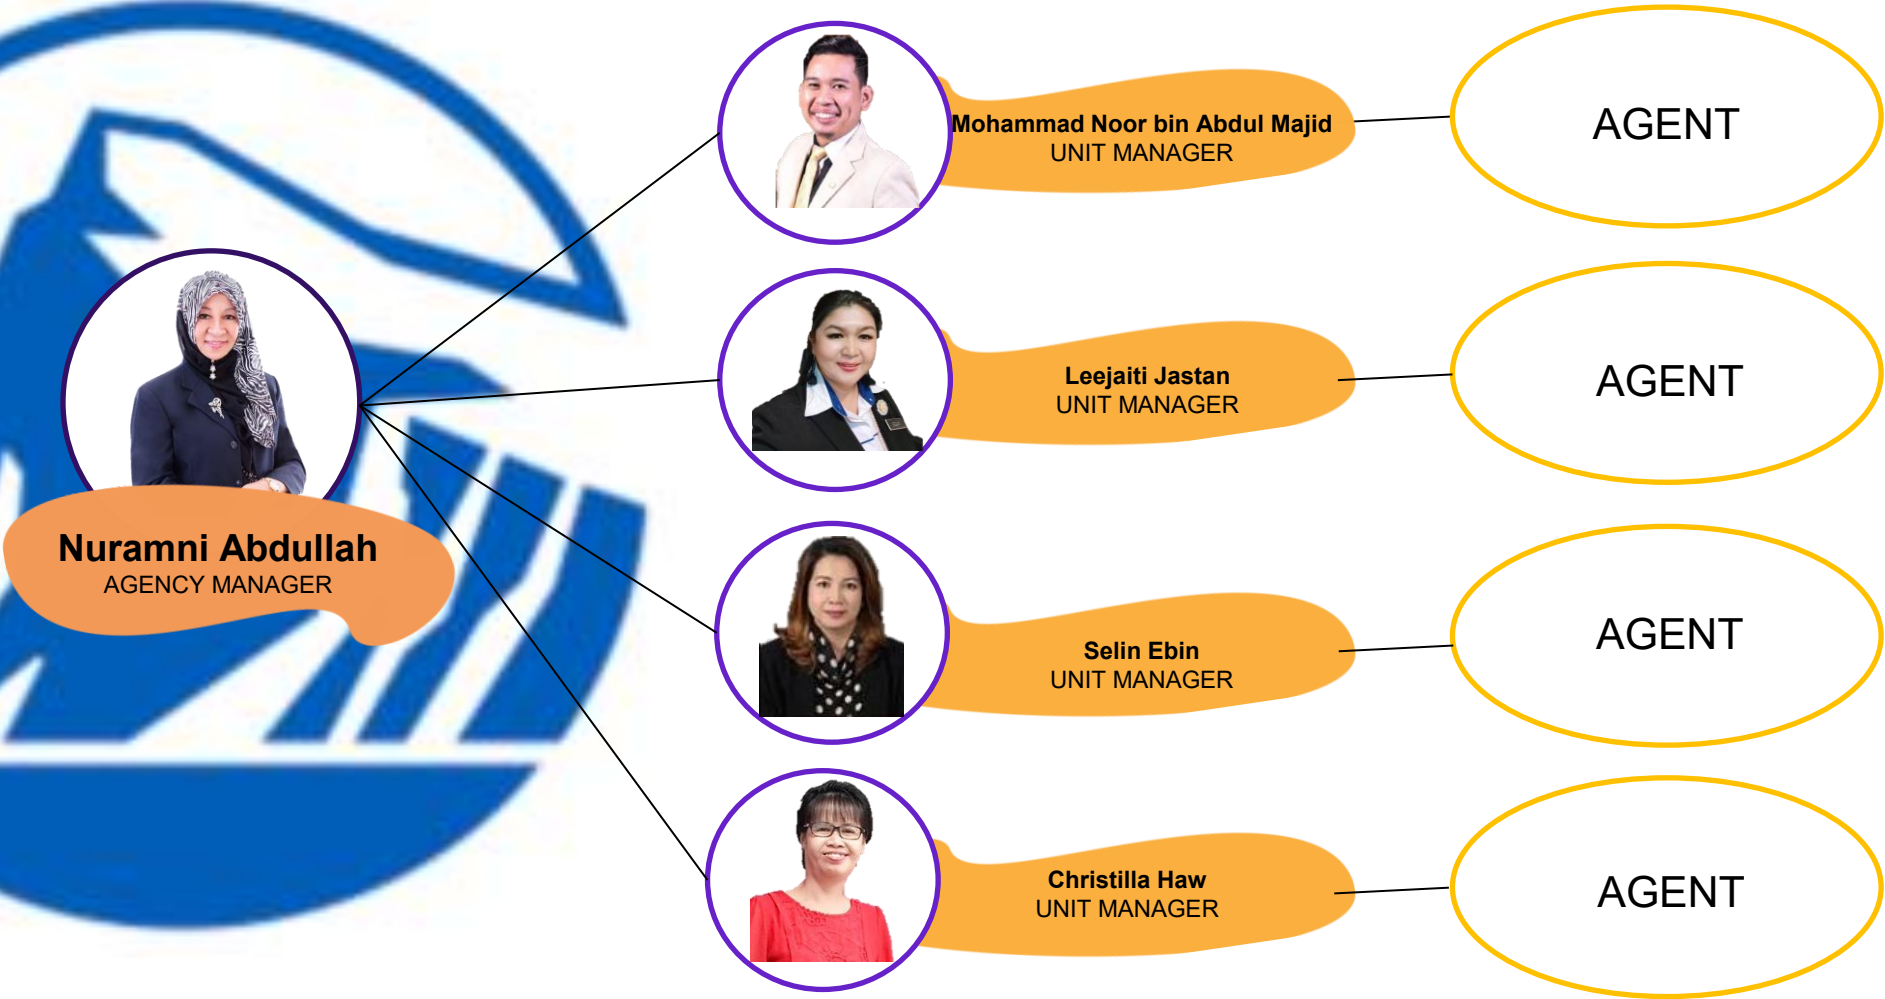 Mohammad Noor bin Abdul Majid
UNIT MANAGER
AGENT
Leejaiti Jastan
UNIT MANAGER
AGENT
Nuramni Abdullah
AGENCY MANAGER
Selin Ebin
UNIT MANAGER
AGENT
Christilla Haw
UNIT MANAGER
AGENT